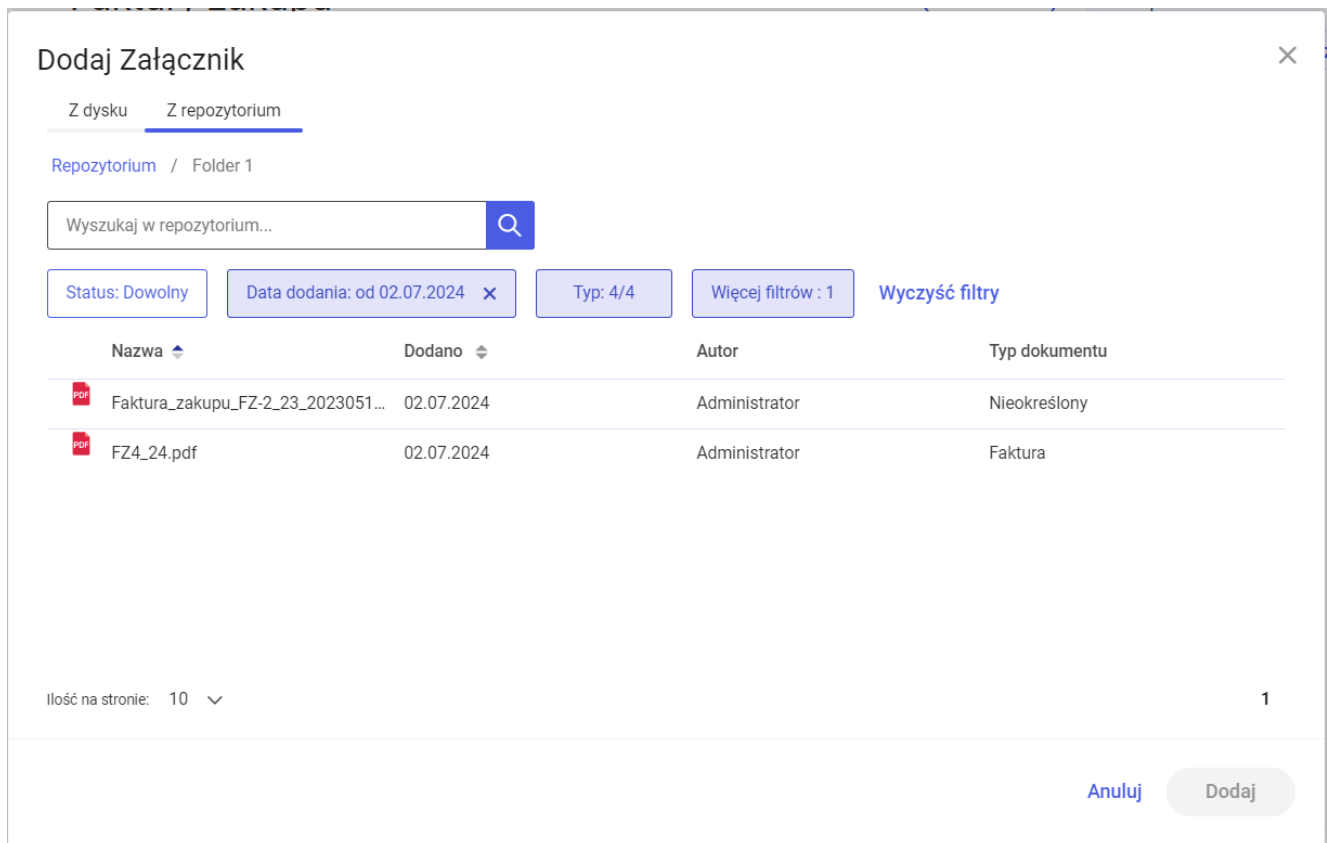 Dodaj Załącznik
Z dysku Z repozytorium
Repozytorium / Folder 1
Wyszukaj w repozytorium...
Status: Dowolny Data dodania: od 02.07.2024 Typ: 4/4 Więcej filtrów : 1 Wyczyść filtry
Nazwa Dodano Autor Typ dokumentu
PDF Faktura_zakupu_FZ-2_23_2023051... 02.07.2024 Administrator Nieokreślony
PDF FZ4_24.pdf 02.07.2024 Administrator Faktura
Ilość na stronie: 10 1
Anuluj Dodaj